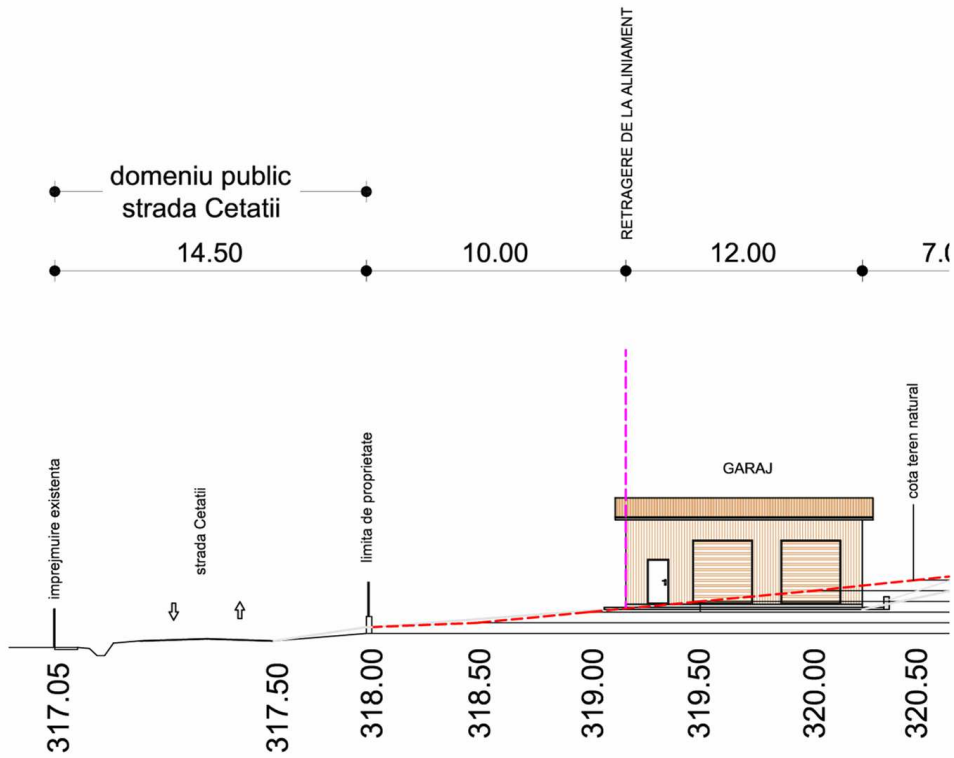 RETRAGERE DE LA ALINIAMENT
domeniu public
strada Cetatii
14.50
10.00
12.00
imprejmuire existenta
strada Cetatii
limita de proprietate
GARAJ
cota teren natural
317.05
317.50
318.00
318.50
319.00
319.50
320.00
320.50